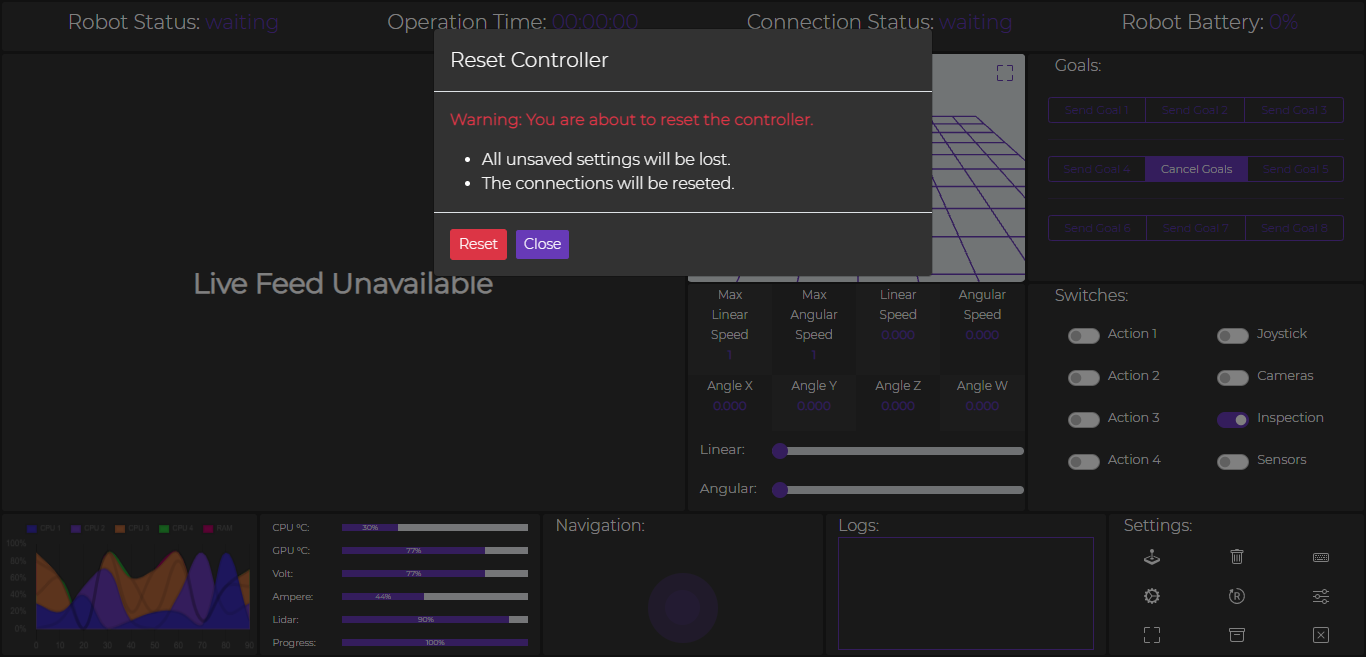 Robot Status: waiting
Operation Time: 00:00:00
Connection Status: waiting
Robot Battery: 0%
Reset Controller
Warning: You are about to reset the controller.
• All unsaved settings will be lost.
• The connections will be reseted.
Reset
Close
Live Feed Unavailable
Goals:
Send Goal 1
Send Goal 2
Send Goal 3
Send Goal 4
Cancel Goals
Send Goal 5
Send Goal 6
Send Goal 7
Send Goal 8
Max
Linear
Speed
1
Max
Angular
Speed
1
Linear
Speed
0.000
Angular
Speed
0.000
Angle X
0.000
Angle Y
0.000
Angle Z
0.000
Angle W
0.000
Linear:
Angular:
Switches:
Action 1
Joystick
Action 2
Cameras
Action 3
Inspection
Action 4
Sensors
CPU 1
CPU 2
CPU 3
CPU 4
RAM
100%
80%
60%
40%
20%
0%
0 10 20 30 40 50 60 70 80 90
CPU ºC: 30%
GPU ºC: 77%
Volt: 77%
Ampere: 44%
Lidar: 90%
Progress: 100%
Navigation:
Logs:
Settings:
R